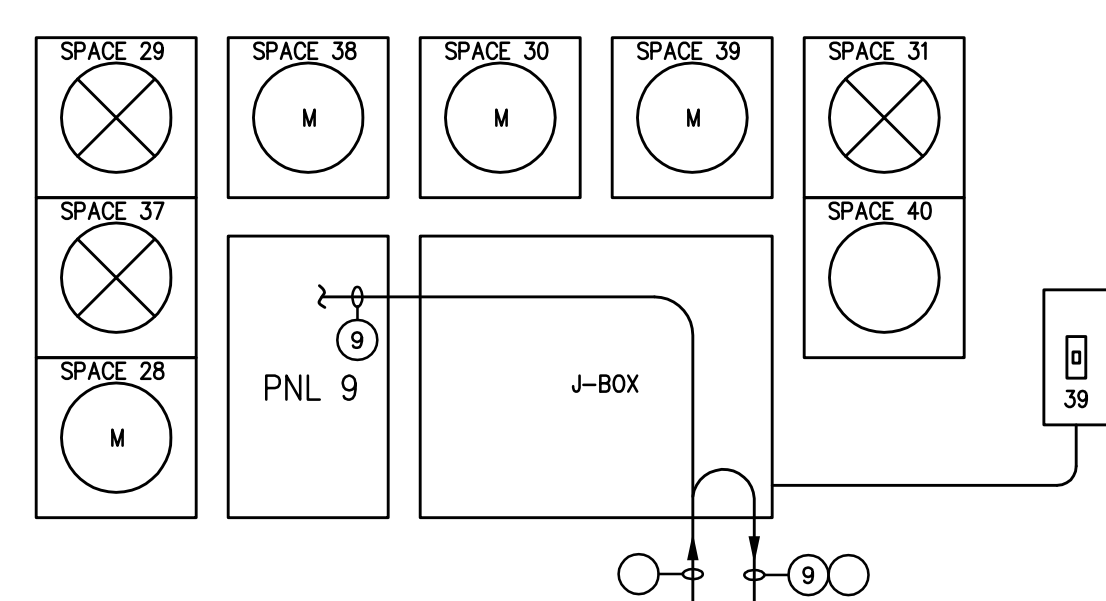 SPACE 29
SPACE 38
M
SPACE 30
M
SPACE 39
M
SPACE 31
SPACE 37
SPACE 40
9
PNL 9
J-BOX
39
SPACE 28
M
9